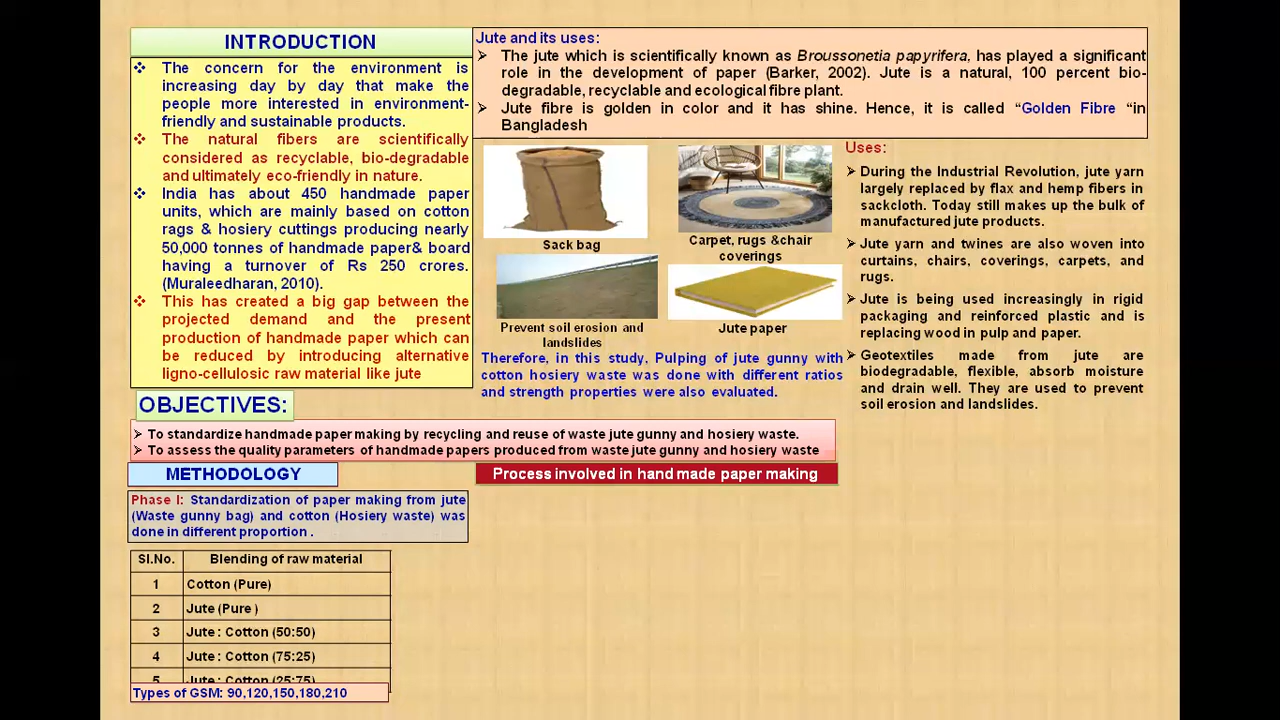 INTRODUCTION
❖ The concern for the environment is
increasing day by day that make the
people more interested in environment-
friendly and sustainable products.
❖ The natural fibers are scientifically
considered as recyclable, bio-degradable
and ultimately eco-friendly in nature.
❖ India has about 450 handmade paper
units, which are mainly based on cotton
rags & hosiery cuttings producing nearly
50,000 tonnes of handmade paper& board
having a turnover of Rs 250 crores.
(Muraleedharan, 2010).
❖ This has created a big gap between the
projected demand and the present
production of handmade paper which can
be reduced by introducing alternative
ligno-cellulosic raw material like jute
Jute and its uses:
➢ The jute which is scientifically known as Broussonetia papyrifera, has played a significant
role in the development of paper (Barker, 2002). Jute is a natural, 100 percent bio-
degradable, recyclable and ecological fibre plant.
➢ Jute fibre is golden in color and it has shine. Hence, it is called “Golden Fibre “in
Bangladesh
Sack bag
Carpet, rugs &chair
coverings
Prevent soil erosion and
landslides
Jute paper
Therefore, in this study, Pulping of jute gunny with
cotton hosiery waste was done with different ratios
and strength properties were also evaluated.
Uses:
➢ During the Industrial Revolution, jute yarn
largely replaced by flax and hemp fibers in
sackcloth. Today still makes up the bulk of
manufactured jute products.
➢ Jute yarn and twines are also woven into
curtains, chairs, coverings, carpets, and
rugs.
➢ Jute is being used increasingly in rigid
packaging and reinforced plastic and is
replacing wood in pulp and paper.
➢ Geotextiles made from jute are
biodegradable, flexible, absorb moisture
and drain well. They are used to prevent
soil erosion and landslides.
OBJECTIVES:
➢ To standardize handmade paper making by recycling and reuse of waste jute gunny and hosiery waste.
➢ To assess the quality parameters of handmade papers produced from waste jute gunny and hosiery waste
METHODOLOGY
Process involved in hand made paper making
Phase I: Standardization of paper making from jute
(Waste gunny bag) and cotton (Hosiery waste) was
done in different proportion .
Sl.No. Blending of raw material
1 Cotton (Pure)
2 Jute (Pure )
3 Jute : Cotton (50:50)
4 Jute : Cotton (75:25)
5 Jute : Cotton (25:75)
Types of GSM: 90,120,150,180,210